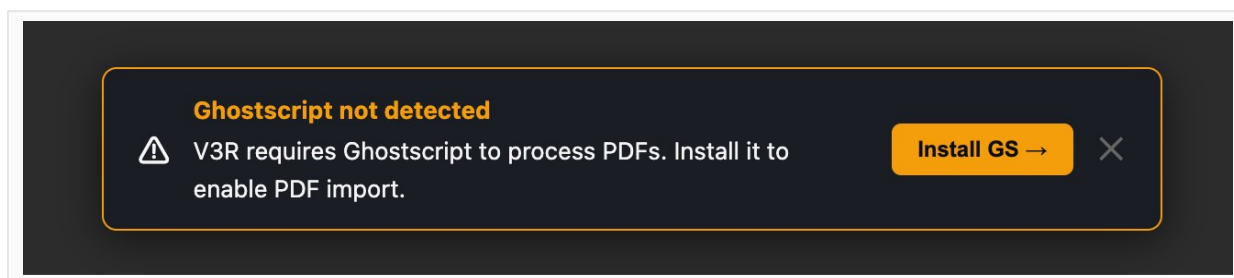 Ghostscript not detected
V3R requires Ghostscript to process PDFs. Install it to
enable PDF import.
Install GS →